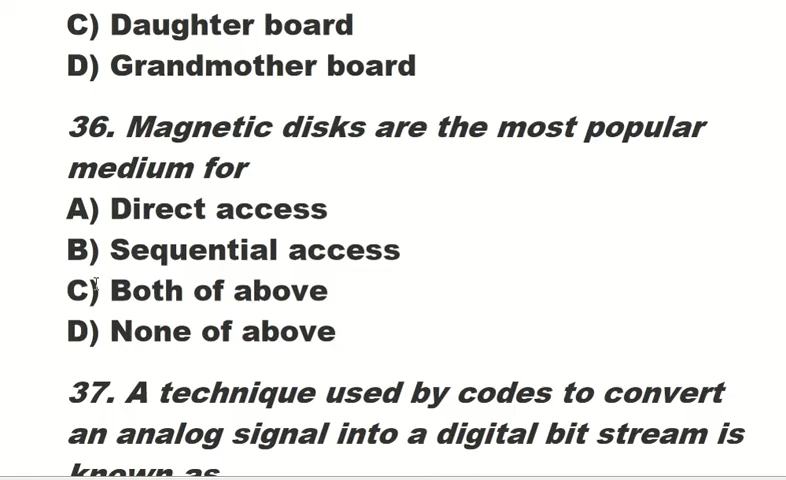 C) Daughter board
D) Grandmother board
36. Magnetic disks are the most popular
medium for
A) Direct access
B) Sequential access
C) Both of above
D) None of above
37. A technique used by codes to convert
an analog signal into a digital bit stream is
known as